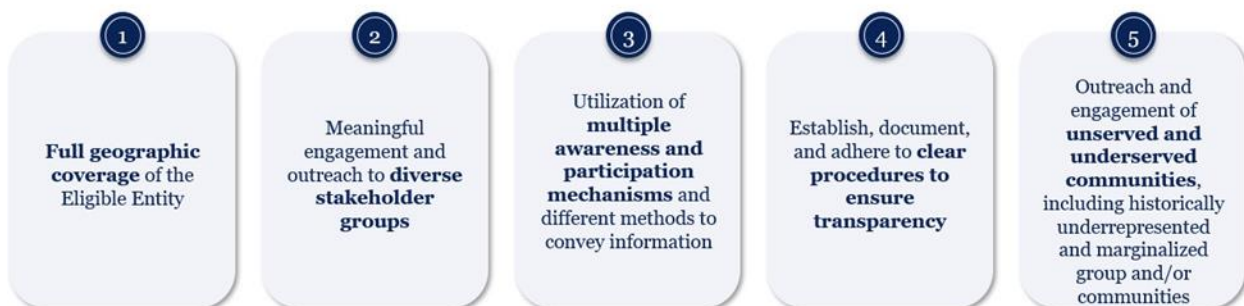 1
Full geographic
coverage of the
Eligible Entity
2
Meaningful
engagement and
outreach to diverse
stakeholder
groups
3
Utilization of
multiple
awareness and
participation
mechanisms and
different methods to
convey information
4
Establish, document,
and adhere to clear
procedures to
ensure
transparency
5
Outreach and
engagement of
unserved and
underserved
communities,
including historically
underrepresented
and marginalized
group and/or
communities